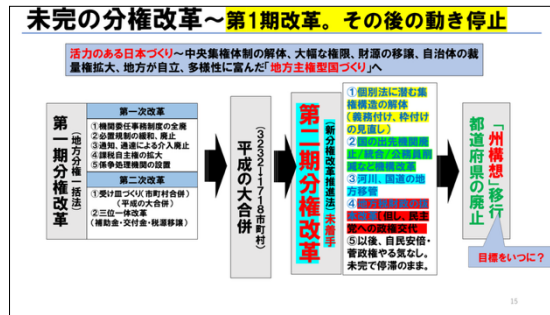 未完の分権改革～第1期改革。その後の動き停止
活力のある日本づくり～中央集権体制の解体、大幅な権限、財源の移譲、自治体の裁
量権拡大、地方が自立、多様性に富んだ「地方主権型国づくり」へ
第一期分権改革
(地方分権一括法)
第一次改革
①機関委任事務制度の全廃
②必置規制の緩和、廃止
③通知、通達による介入廃止
④課税自主権の拡大
⑤係争処理機関の設置
第二次改革
①受け皿づくり(市町村合併)
(平成の大合併)
②三位一体改革
(補助金・交付金・税源移譲)
平成の大合併
(3232→1718市町村)
第二期分権改革
(新分権改革推進法)未着手
①個別法に潜む集
権構造の解体
(義務付け、枠付け
の見直し)
②国の出先機関廃
止/統合/公務員削
減など機構改革
③河川、国道の地方
移管
④
(但し、民主
党への政権交代
⑤以後、自民安倍・
菅政権やる気なし。
未完で停滞のまま。
「州構想」移行
都道府県の廃止
目標をいつに?
15